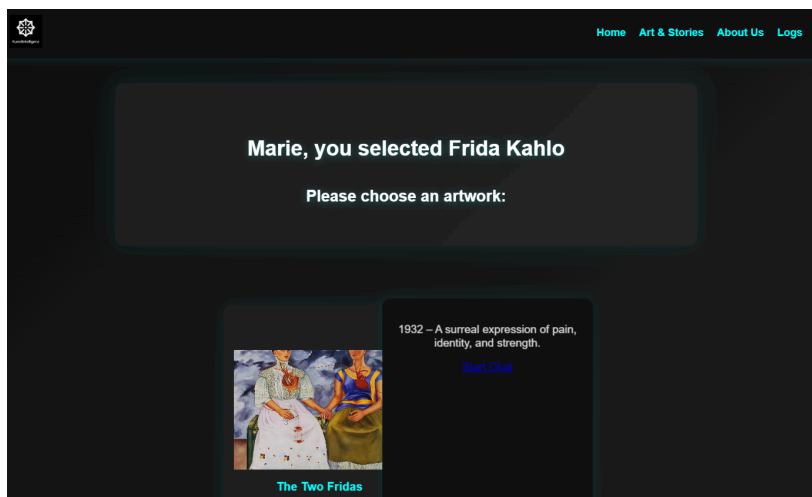 Home Art & Stories About Us Logs
Marie, you selected Frida Kahlo
Please choose an artwork:
1932 – A surreal expression of pain,
identity, and strength.
Start Chat
The Two Fridas